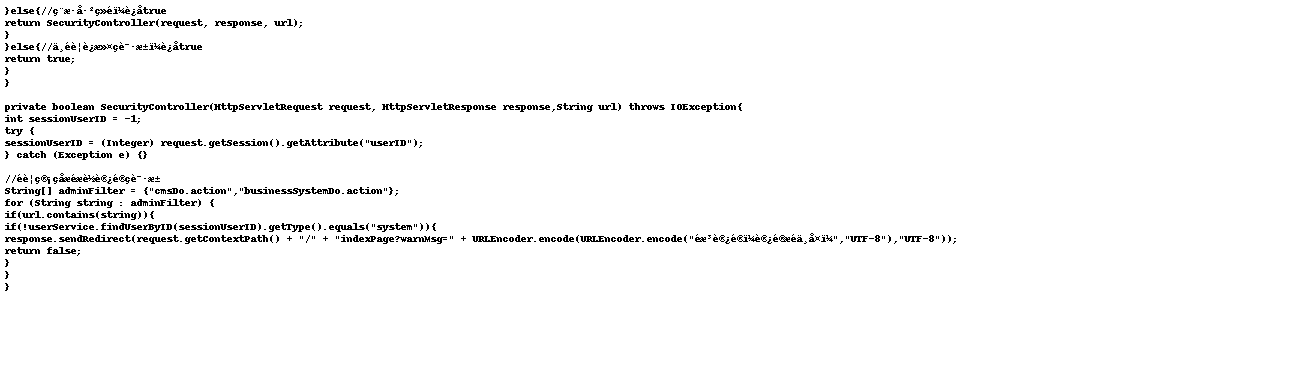 }else{//ç¨æ·å·²ç»éï¼è¿åtrue
return SecurityController(request, response, url);
}
}else{//ä¸éè¦è¿æ»¤çè¯·æ±ï¼è¿åtrue
return true;
}
}

private boolean SecurityController(HttpServletRequest request, HttpServletResponse response,String url) throws IOException{
int sessionUserID = -1;
try {
sessionUserID = (Integer) request.getSession().getAttribute("userID");
} catch (Exception e) {}

//éè¦ç®¡çåæéæè½è®¿é®çè¯·æ±
String[] adminFilter = {"cmsDo.action","businessSystemDo.action"};
for (String string : adminFilter) {
if(url.contains(string)){
if(!userService.findUserByID(sessionUserID).getType().equals("system")){
response.sendRedirect(request.getContextPath() + "/" + "indexPage?warnMsg=" + URLEncoder.encode(URLEncoder.encode("éæ³è®¿é®ï¼è®¿é®æéä¸å¤ï¼","UTF-8"),"UTF-8"));
return false;
}
}
}